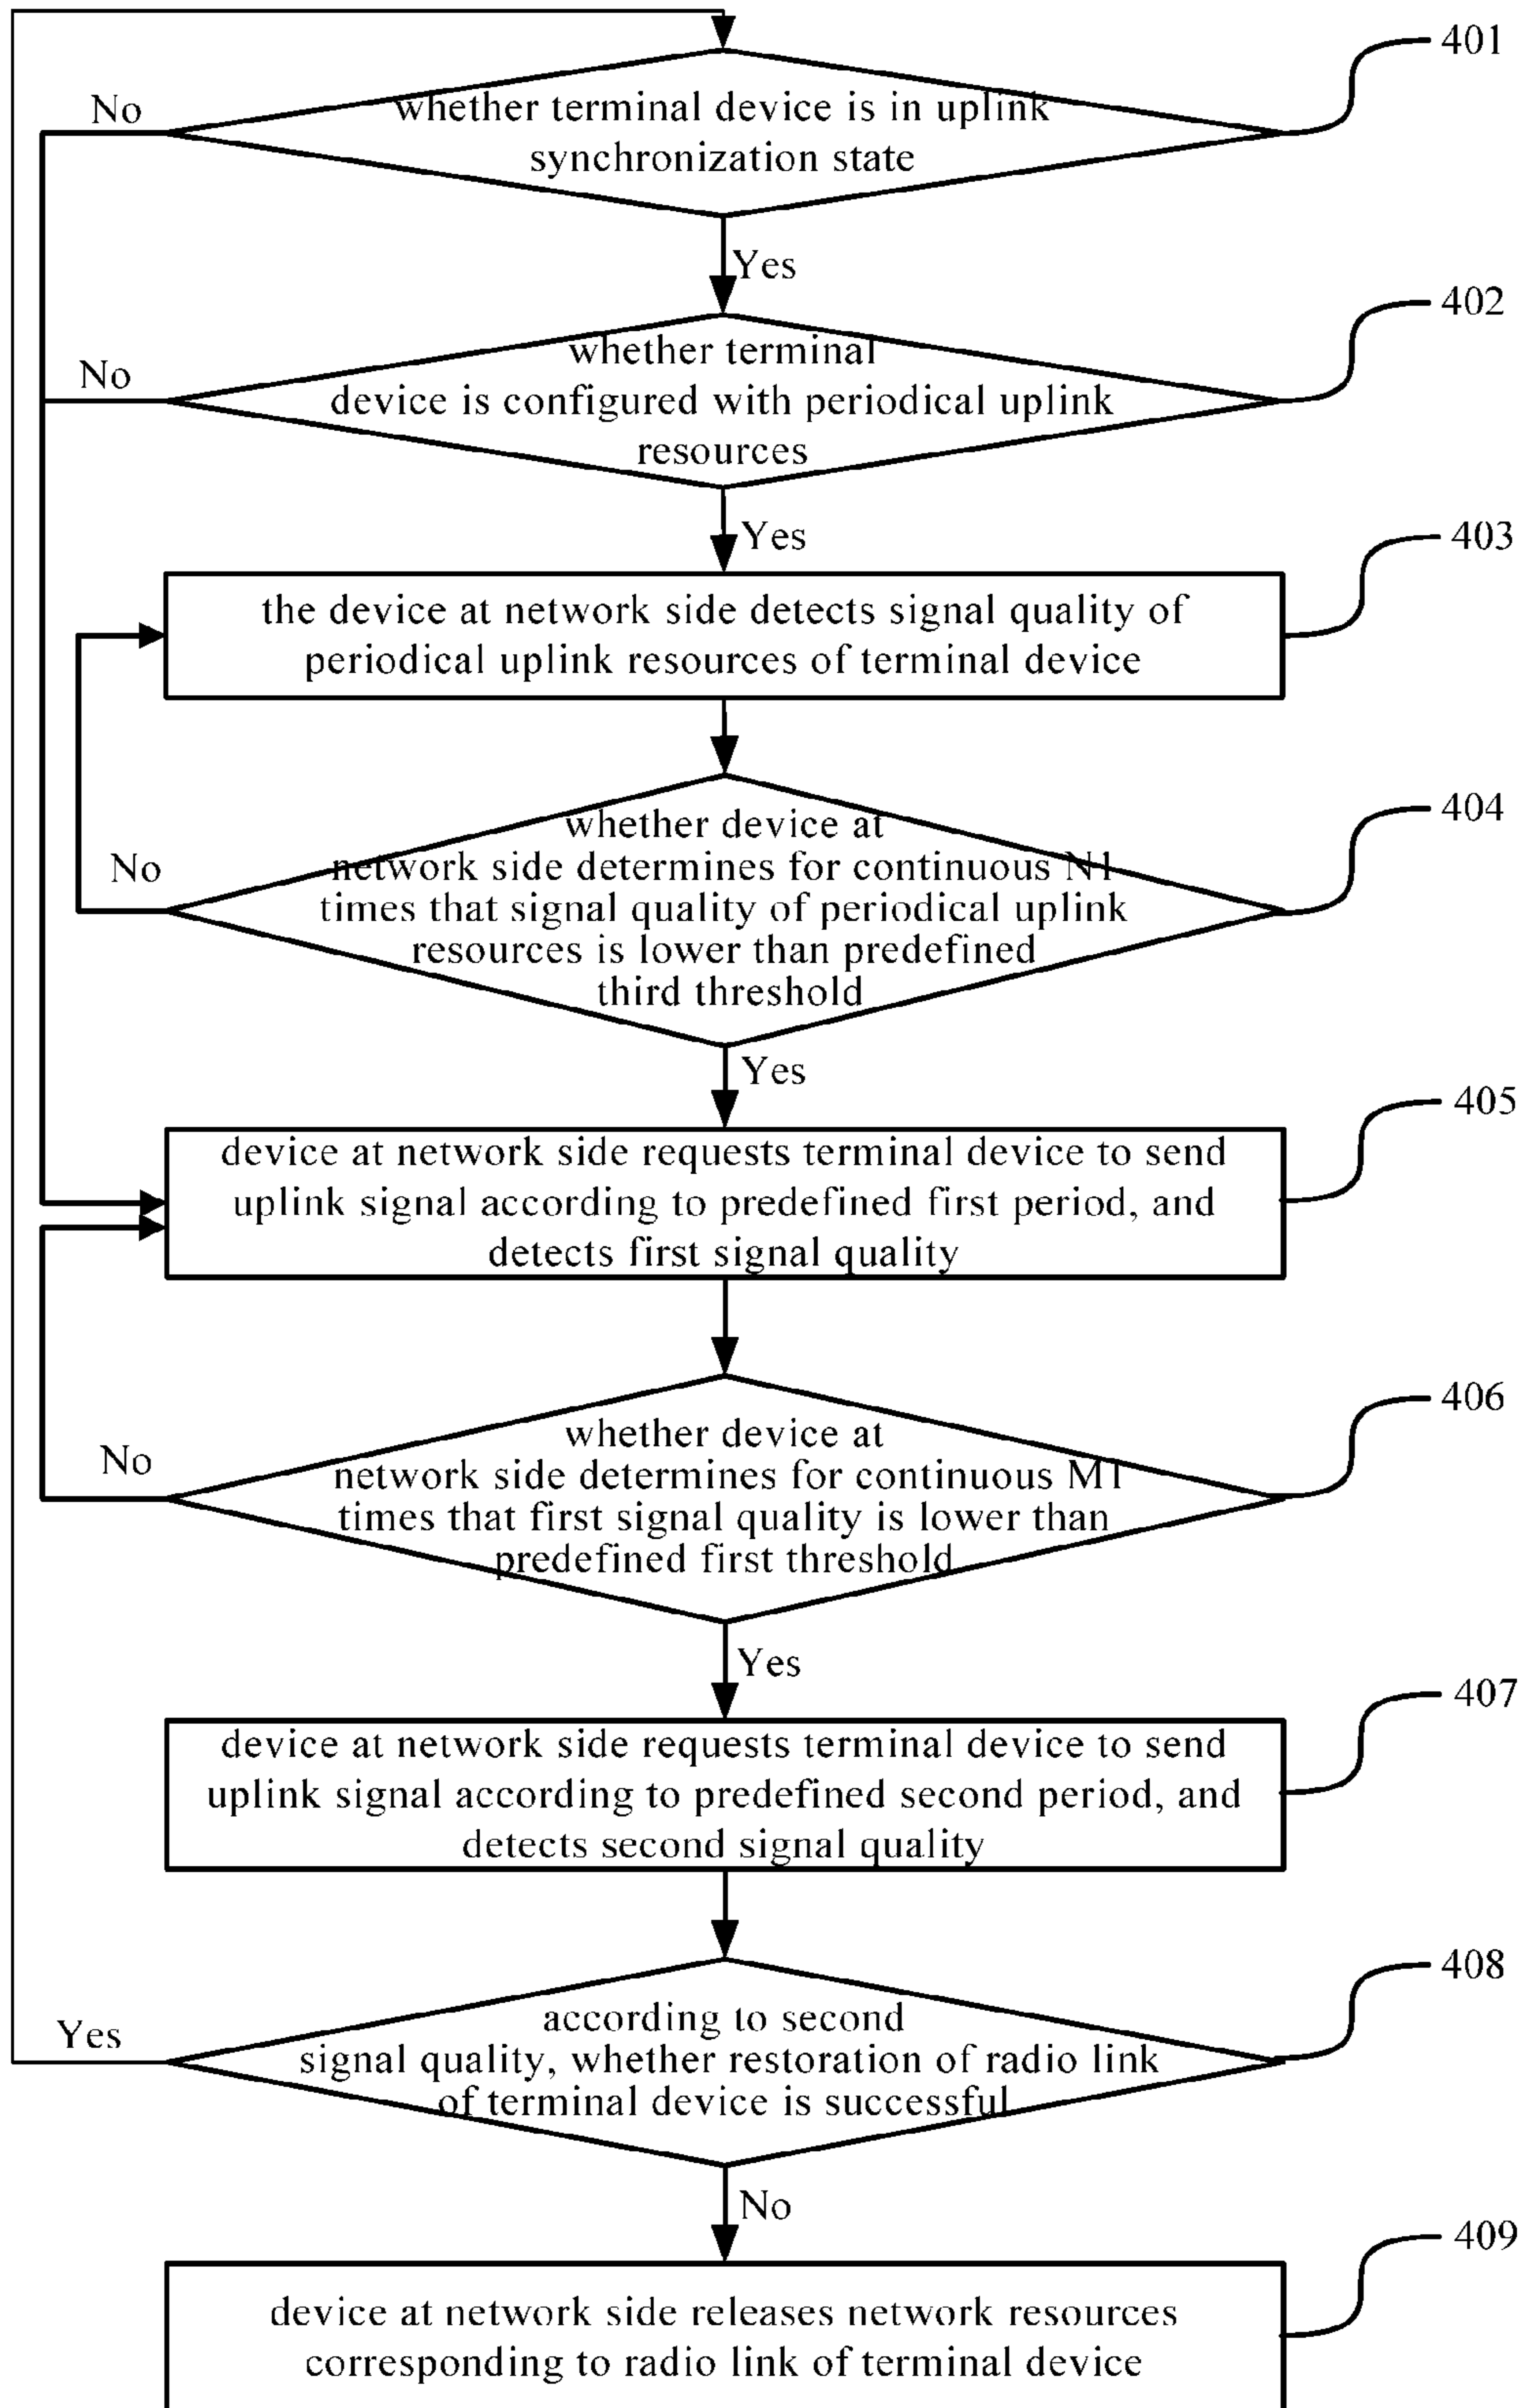 401
No
whether terminal device is in uplink
synchronization state
Yes
402
No
whether terminal
device is configured with periodical uplink
resources
Yes
403
the device at network side detects signal quality of
periodical uplink resources of terminal device
404
No
whether device at
network side determines for continuous N1
times that signal quality of periodical uplink
resources is lower than predefined
third threshold
Yes
405
device at network side requests terminal device to send
uplink signal according to predefined first period, and
detects first signal quality
406
No
whether device at
network side determines for continuous M1
times that first signal quality is lower than
predefined first threshold
Yes
407
device at network side requests terminal device to send
uplink signal according to predefined second period, and
detects second signal quality
408
Yes
according to second
signal quality, whether restoration of radio link
of terminal device is successful
No
409
device at network side releases network resources
corresponding to radio link of terminal device